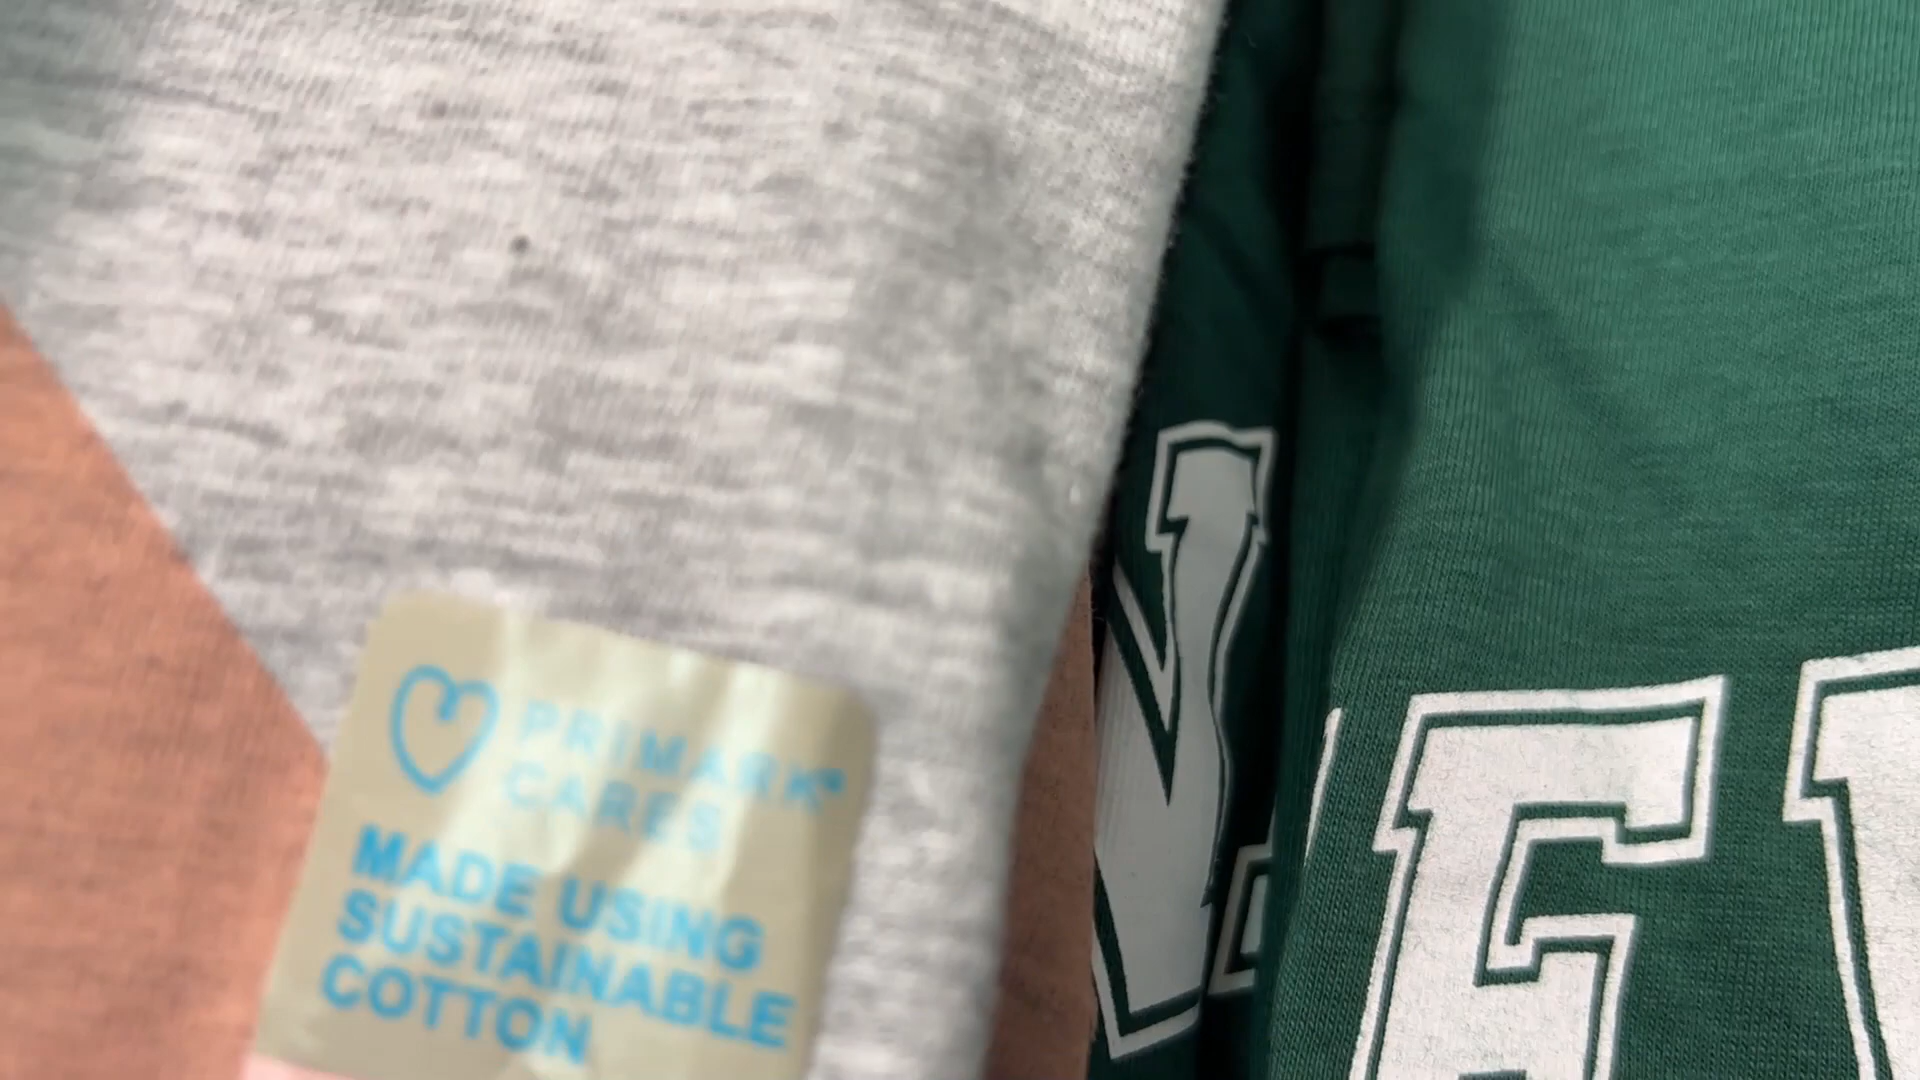 PRIMARK®
CARES
MADE USING
SUSTAINABLE
COTTON
N
E